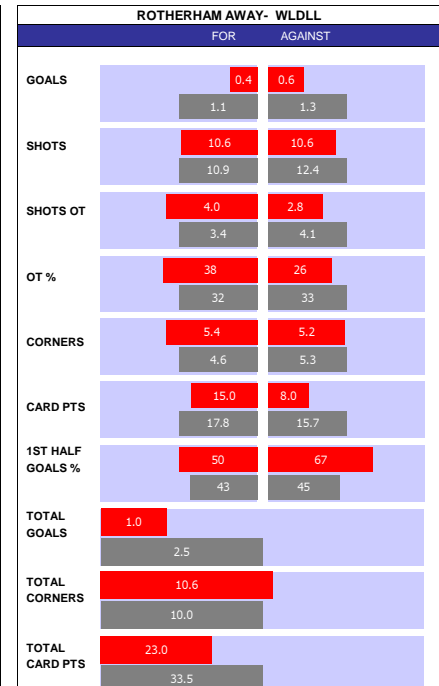 ROTHERHAM AWAY- WLDLL
FOR AGAINST
GOALS 0.4 0.6
1.1 1.3
SHOTS 10.6 10.6
10.9 12.4
SHOTS OT 4.0 2.8
3.4 4.1
OT % 38 26
32 33
CORNERS 5.4 5.2
4.6 5.3
CARD PTS 15.0 8.0
17.8 15.7
1ST HALF
GOALS % 50 67
43 45
TOTAL
GOALS 1.0
2.5
TOTAL
CORNERS 10.6
10.0
TOTAL
CARD PTS 23.0
33.5